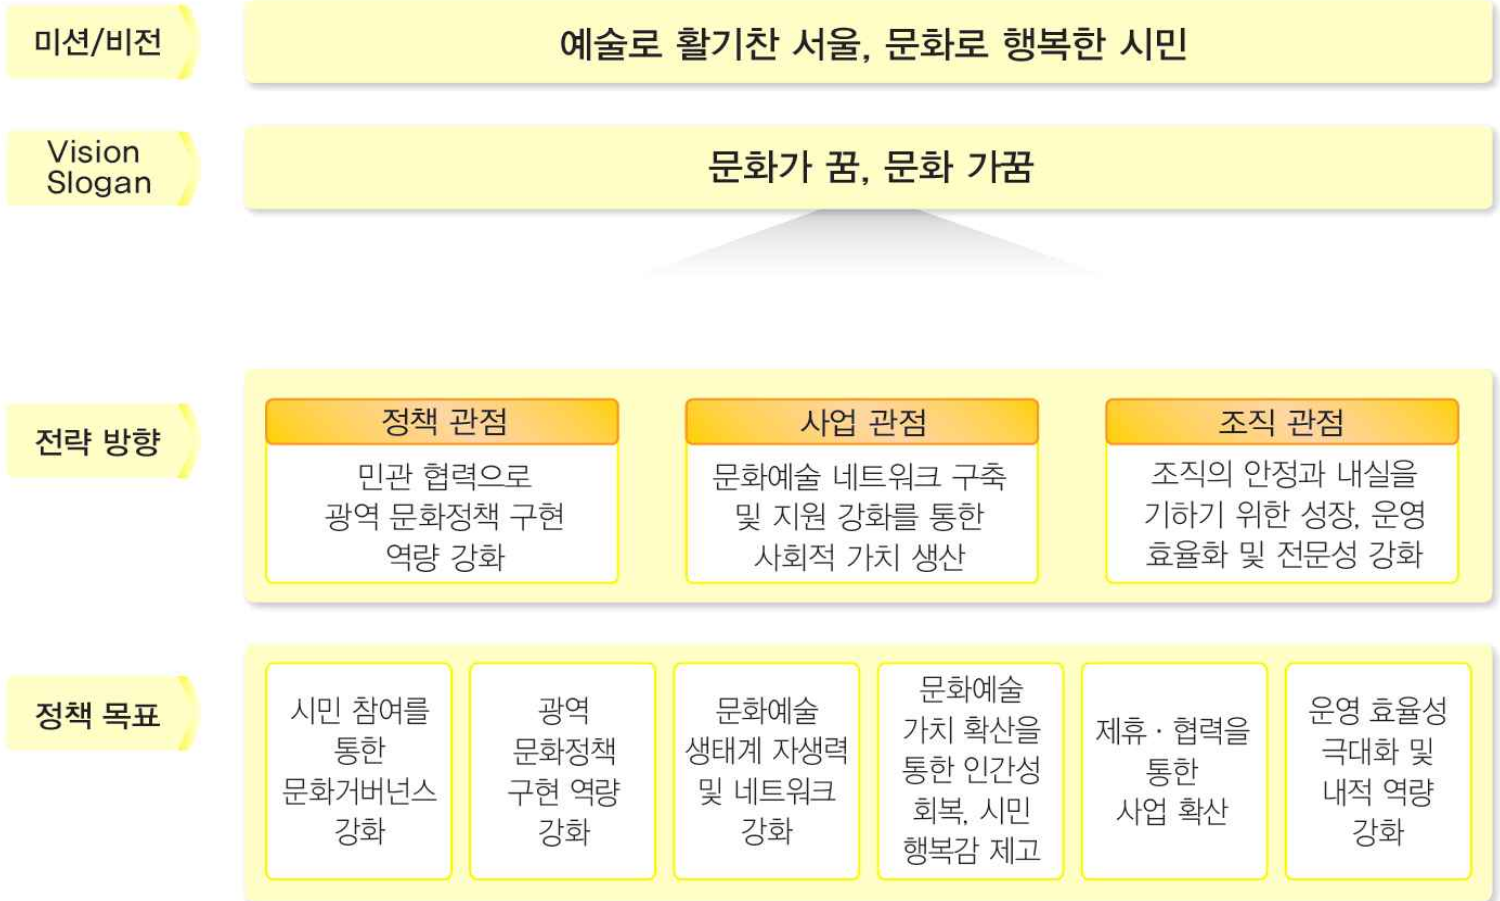 미션/비전
예술로 활기찬 서울, 문화로 행복한 시민
Vision
Slogan
문화가 꿈, 문화 가꿈
전략 방향
정책 관점
민관 협력으로
광역 문화정책 구현
역량 강화
사업 관점
문화예술 네트워크 구축
및 지원 강화를 통한
사회적 가치 생산
조직 관점
조직의 안정과 내실을
기하기 위한 성장, 운영
효율화 및 전문성 강화
정책 목표
시민 참여를
통한
문화거버넌스
강화
광역
문화정책
구현 역량
강화
문화예술
생태계 자생력
및 네트워크
강화
문화예술
가치 확산을
통한 인간성
회복, 시민
행복감 제고
제휴 · 협력을
통한
사업 확산
운영 효율성
극대화 및
내적 역량
강화